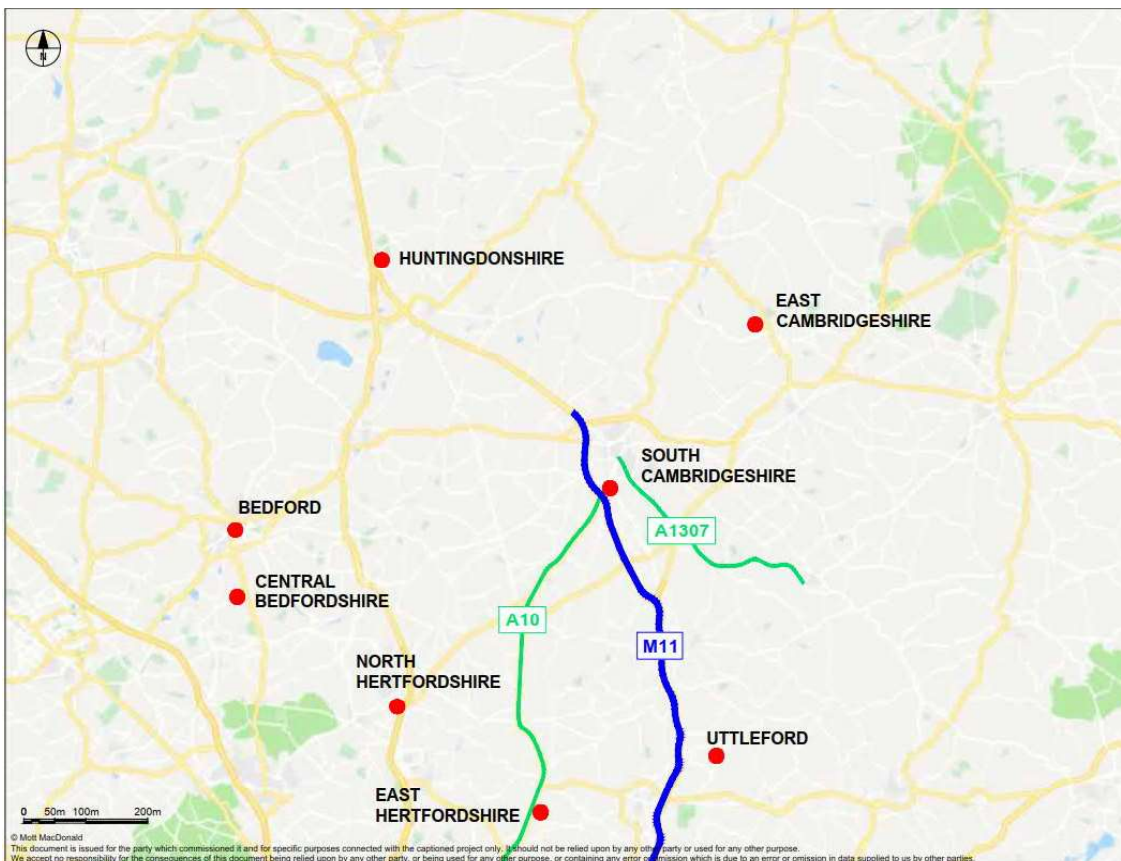 N
HUNTINGDONSHIRE
EAST
CAMBRIDGESHIRE
SOUTH
CAMBRIDGESHIRE
BEDFORD
A1307
CENTRAL
BEDFORDSHIRE
A10
M11
NORTH
HERTFORDSHIRE
UTTLEFORD
EAST
HERTFORDSHIRE
0 50m 100m 200m
© Mott MacDonald
This document is issued for the party which commissioned it and for specific purposes connected with the captioned project only. It should not be relied upon by any other party or used for any other purpose.
We accept no responsibility for the consequences of this document being relied upon by any other party, or being used for any other purpose, or containing any error or omission which is due to an error or omission in data supplied to us by other parties.